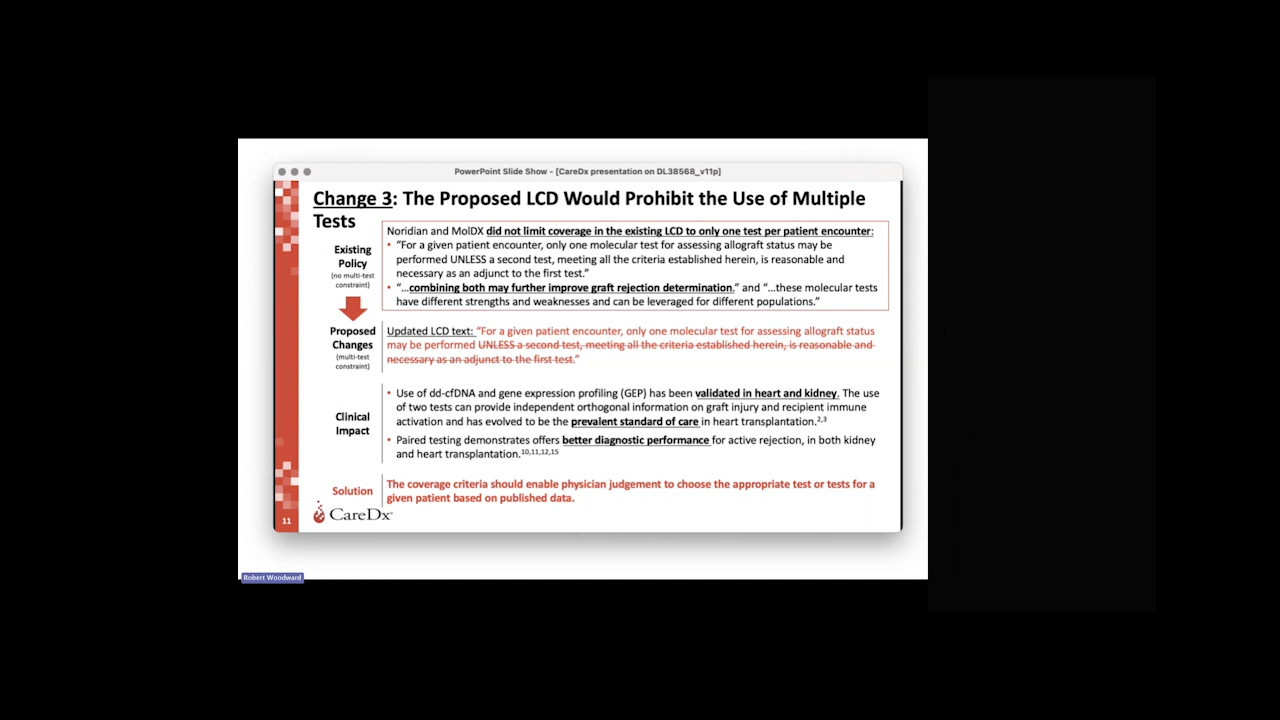 PowerPoint Slide Show - [CareDx presentation on DL38568_v11p]
Change 3: The Proposed LCD Would Prohibit the Use of Multiple
Tests
Existing
Policy
(no multi-test
constraint)
Noridian and MolDX did not limit coverage in the existing LCD to only one test per patient encounter:
• “For a given patient encounter, only one molecular test for assessing allograft status may be
performed UNLESS a second test, meeting all the criteria established herein, is reasonable and
necessary as an adjunct to the first test.”
• “…combining both may further improve graft rejection determination.” and “…these molecular tests
have different strengths and weaknesses and can be leveraged for different populations.”
Proposed
Changes
(multi-test
constraint)
Updated LCD text: “For a given patient encounter, only one molecular test for assessing allograft status
may be performed UNLESS a second test, meeting all the criteria established herein, is reasonable and
necessary as an adjunct to the first test.”
Clinical
Impact
• Use of dd-cfDNA and gene expression profiling (GEP) has been validated in heart and kidney. The use
of two tests can provide independent orthogonal information on graft injury and recipient immune
activation and has evolved to be the prevalent standard of care in heart transplantation.2,3
• Paired testing demonstrates offers better diagnostic performance for active rejection, in both kidney
and heart transplantation.10,11,12,15
Solution
The coverage criteria should enable physician judgement to choose the appropriate test or tests for a
given patient based on published data.
11
CareDx
Robert Woodward